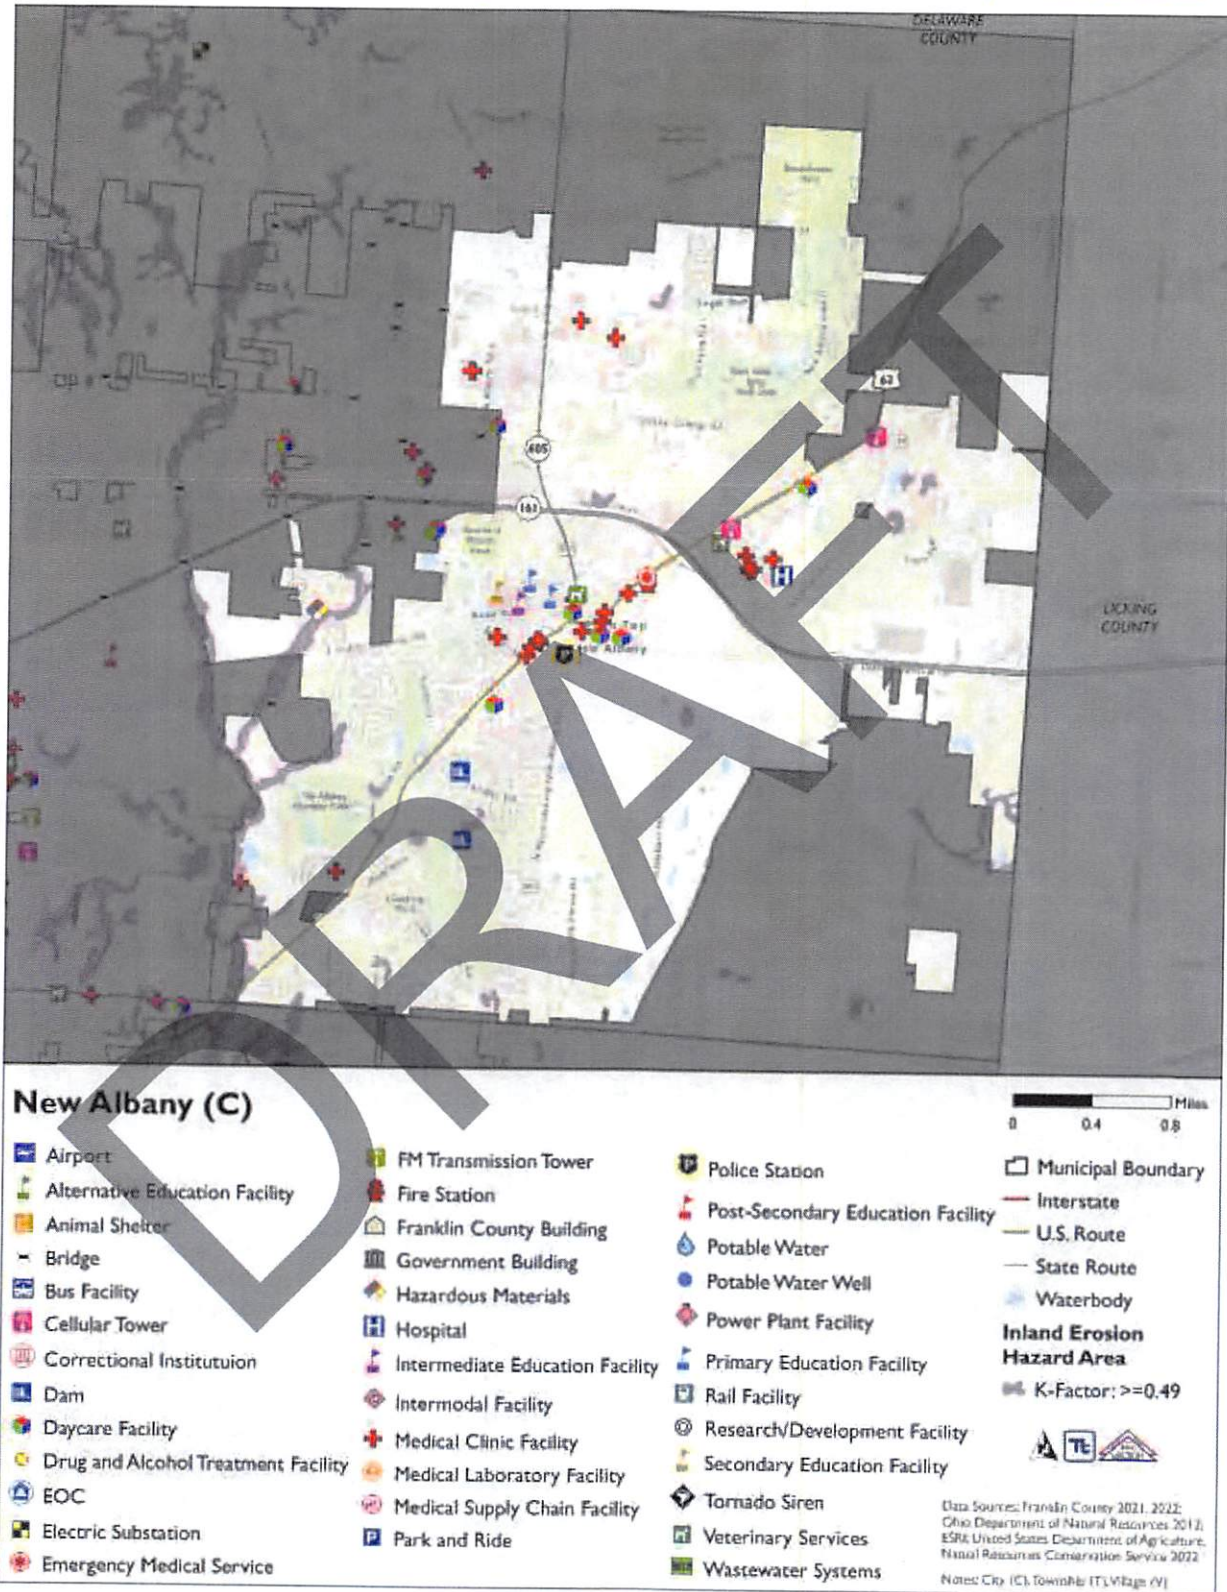 DELAWARE
COUNTY
62
605
161
LICKING
COUNTY
DRAFT
New Albany (C)
Airport
Alternative Education Facility
Animal Shelter
Bridge
Bus Facility
Cellular Tower
Correctional Institutuion
Dam
Daycare Facility
Drug and Alcohol Treatment Facility
EOC
Electric Substation
Emergency Medical Service
FM Transmission Tower
Fire Station
Franklin County Building
Government Building
Hazardous Materials
Hospital
Intermediate Education Facility
Intermodal Facility
Medical Clinic Facility
Medical Laboratory Facility
Medical Supply Chain Facility
Park and Ride
Police Station
Post-Secondary Education Facility
Potable Water
Potable Water Well
Power Plant Facility
Primary Education Facility
Rail Facility
Research/Development Facility
Secondary Education Facility
Tornado Siren
Veterinary Services
Wastewater Systems
Miles
0 0.4 0.8
Municipal Boundary
Interstate
U.S. Route
State Route
Waterbody
Inland Erosion
Hazard Area
K-Factor: >=0.49
Data Sources: Franklin County 2021, 2022;
Ohio Department of Natural Resources 2012;
ESRI; United States Department of Agriculture,
Natural Resources Conservation Service 2022
Notes: City (C), Township (T), Village (V)